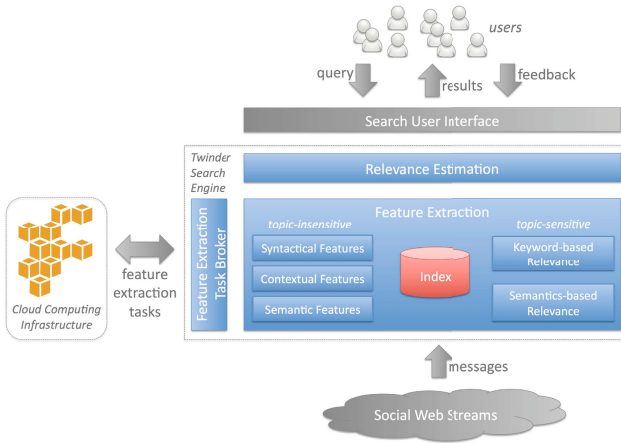 users
query
results
feedback
Search User Interface
Twinder
Search
Engine
Relevance Estimation
Feature Extraction
Task Broker
Feature Extraction
topic-insensitive
topic-sensitive
Syntactical Features
Contextual Features
Semantic Features
Index
Keyword-based
Relevance
Semantics-based
Relevance
feature
extraction
tasks
Cloud Computing
Infrastructure
messages
Social Web Streams